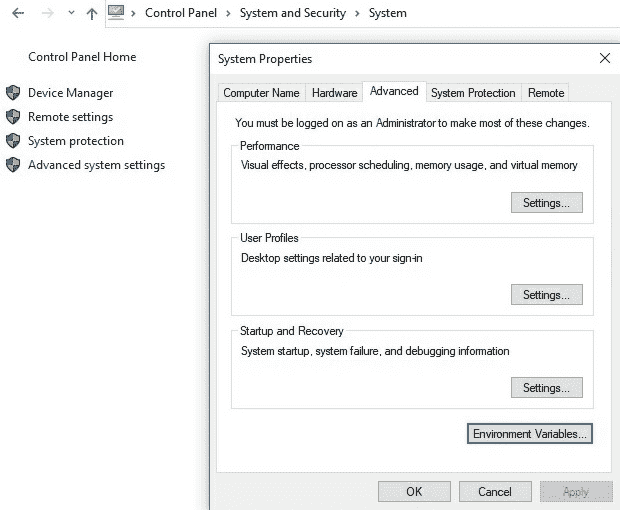 Control Panel > System and Security > System
Control Panel Home
Device Manager
Remote settings
System protection
Advanced system settings
System Properties
Computer Name Hardware Advanced System Protection Remote
You must be logged on as an Administrator to make most of these changes.
Performance
Visual effects, processor scheduling, memory usage, and virtual memory
Settings...
User Profiles
Desktop settings related to your sign-in
Settings...
Startup and Recovery
System startup, system failure, and debugging information
Settings...
Environment Variables...
OK Cancel Apply